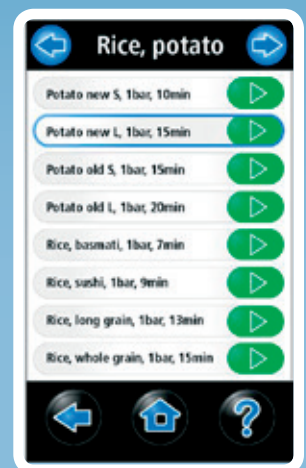 Rice, potato
Potato new S, 1bar, 10min
Potato new L, 1bar, 15min
Potato old S, 1bar, 15min
Potato old L, 1bar, 20min
Rice, basmati, 1bar, 7min
Rice, sushi, 1bar, 9min
Rice, long grain, 1bar, 13min
Rice, whole grain, 1bar, 15min
?